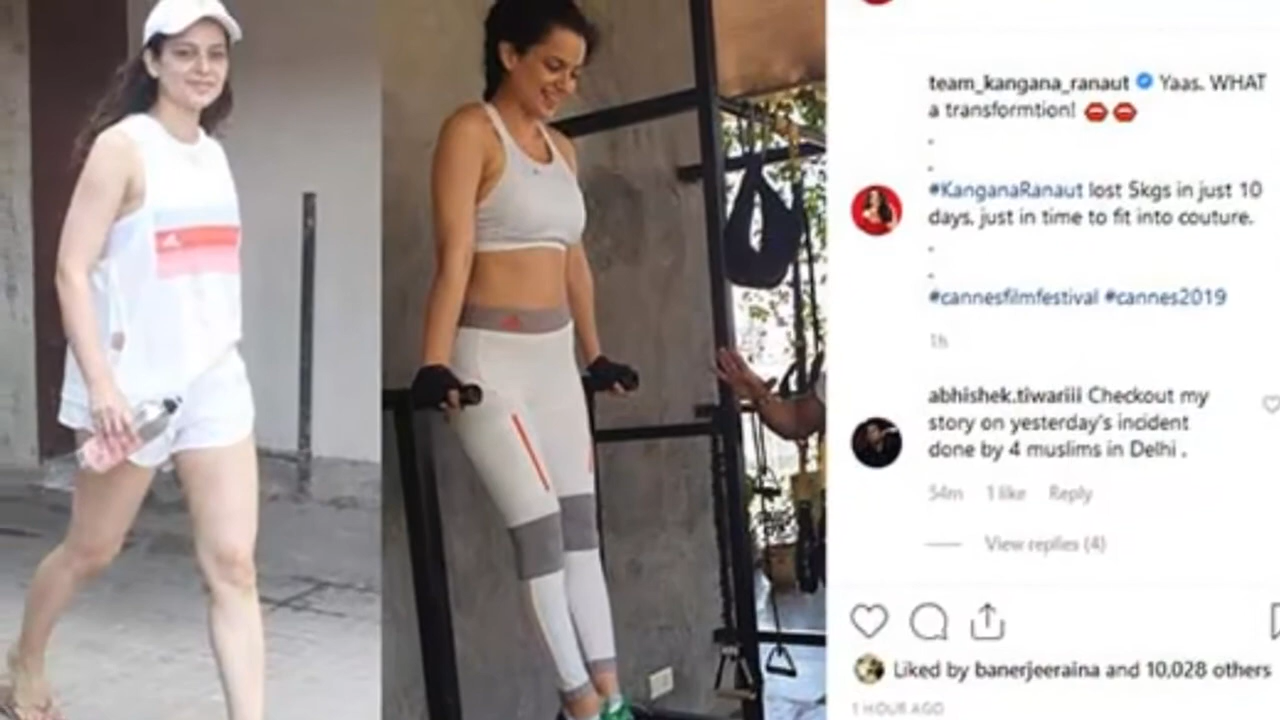 team_kangana_ranaut Yaas. WHAT
a transformtion!
.
.
#KanganaRanaut lost 5kgs in just 10
days, just in time to fit into couture.
.
.
#cannesfilmfestival #cannes2019
1h
abhishek.tiwariii Checkout my
story on yesterday's incident
done by 4 muslims in Delhi .
54m 1 like Reply
View replies (4)
Liked by banerjeeraina and 10,028 others
1 HOUR AGO